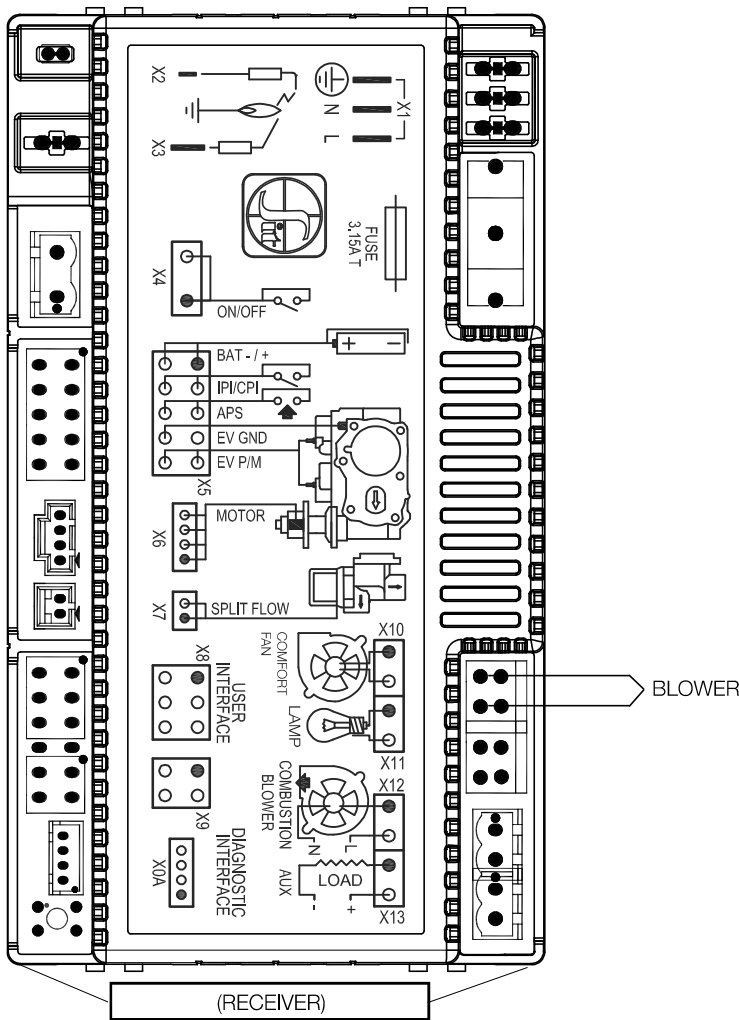 X2
X3
N
L
X1
FUSE
3.15A T
X4
ON/OFF
BAT - / +
+ −
IPI/CPI
APS
EV GND
EV P/M
X5
MOTOR
X6
X7
SPLIT FLOW
X8
USER
INTERFACE
COMFORT
FAN
X10
LAMP
X11
BLOWER
X9
COMBUSTION
BLOWER
X12
N L
DIAGNOSTIC
INTERFACE
X0A
AUX
LOAD
- +
X13
(RECEIVER)